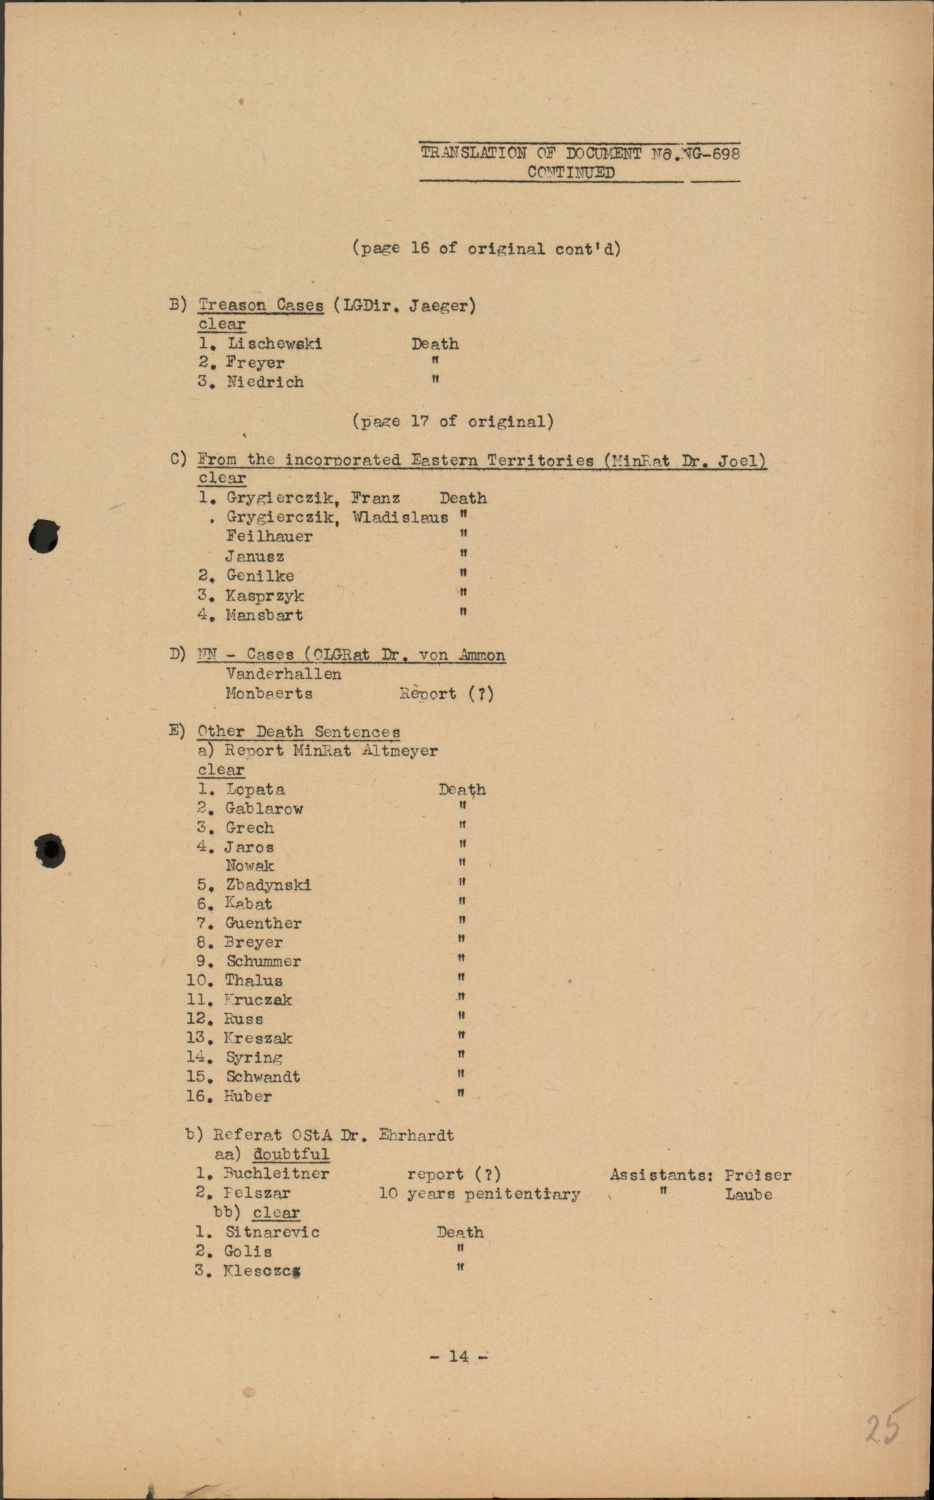 TRANSLATION OF DOCUMENT No. NG-698
CONTINUED
(page 16 of original cont'd)
B) Treason Cases (LGDir. Jaeger)
clear
1. Lischewski Death
2. Freyer "
3. Niedrich "
(page 17 of original)
C) From the incorporated Eastern Territories (MinRat Dr. Joel)
clear
1. Grygierczik, Franz Death
. Grygierczik, Wladislaus "
Feilhauer "
Janusz "
2. Genilke "
3. Kasprzyk "
4. Mansbart "
D) NN - Cases (OLGRat Dr. von Ammon
Vanderhallen
Monbaerts Report (?)
E) Other Death Sentences
a) Report MinRat Altmeyer
clear
1. Lopata Death
2. Gablarow "
3. Grech "
4. Jaros "
Nowak "
5. Zbadynski "
6. Kabat "
7. Guenther "
8. Breyer "
9. Schummer "
10. Thalus "
11. Kruczak "
12. Russ "
13. Kreszak "
14. Syring "
15. Schwandt "
16. Huber "
b) Referat OStA Dr. Ehrhardt
aa) doubtful
1. Buchleitner report (?) Assistants: Preiser
2. Pelszar 10 years penitentiary " Laube
bb) clear
1. Sitnarevic Death
2. Golis "
3. "
- 14 -
25